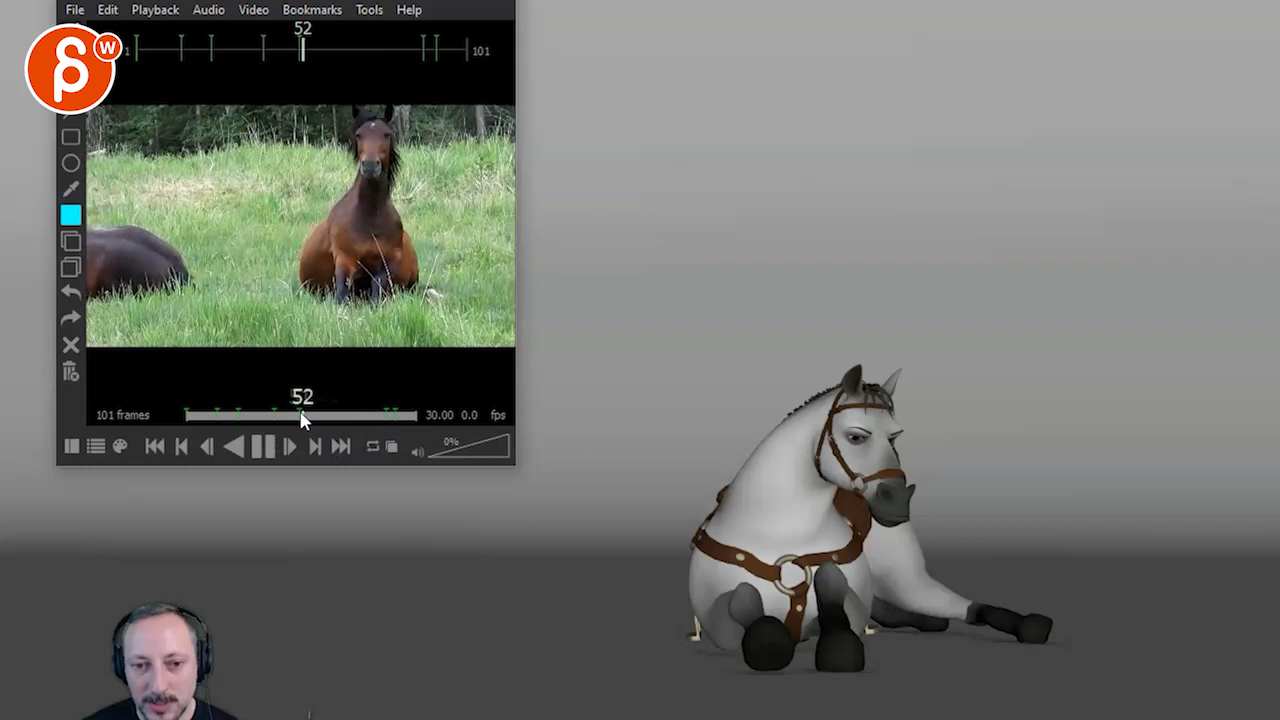 File Edit Playback Audio Video Bookmarks Tools Help
52
1 101
W
52
101 frames 30.00 0.0 fps
0%